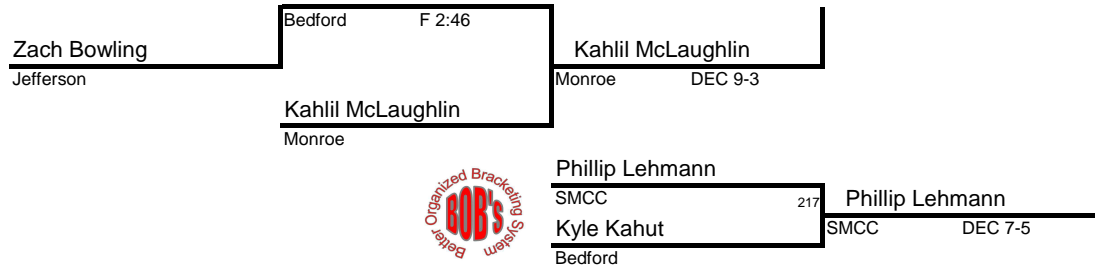 Bedford F 2:46
Zach Bowling
Jefferson
Kahlil McLaughlin
Monroe DEC 9-3
Kahlil McLaughlin
Monroe
Phillip Lehmann
SMCC 217
Phillip Lehmann
SMCC DEC 7-5
Kyle Kahut
Bedford
Better Organized Bracketing System
BOB's